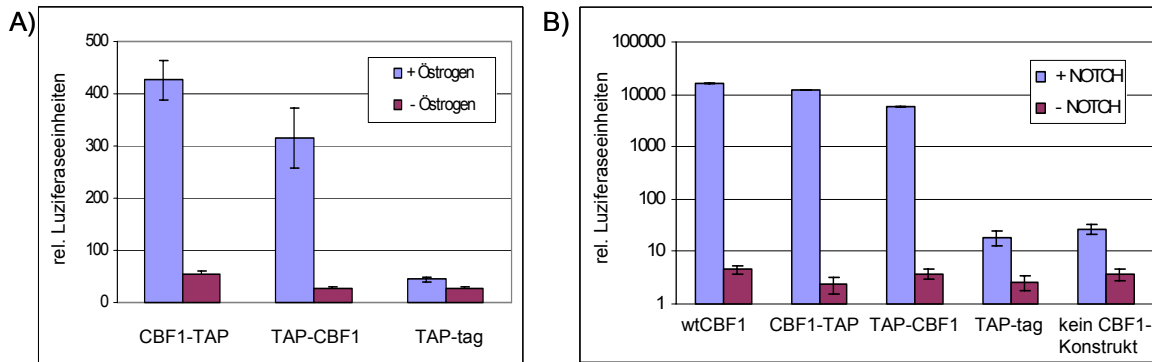 A)
rel. Luziferaseeinheiten
500
400
300
200
100
0
+ Östrogen
- Östrogen
CBF1-TAP TAP-CBF1 TAP-tag
B)
rel. Luziferaseeinheiten
100000
10000
1000
100
10
1
+ NOTCH
- NOTCH
wtCBF1 CBF1-TAP TAP-CBF1 TAP-tag kein CBF1-
Konstrukt